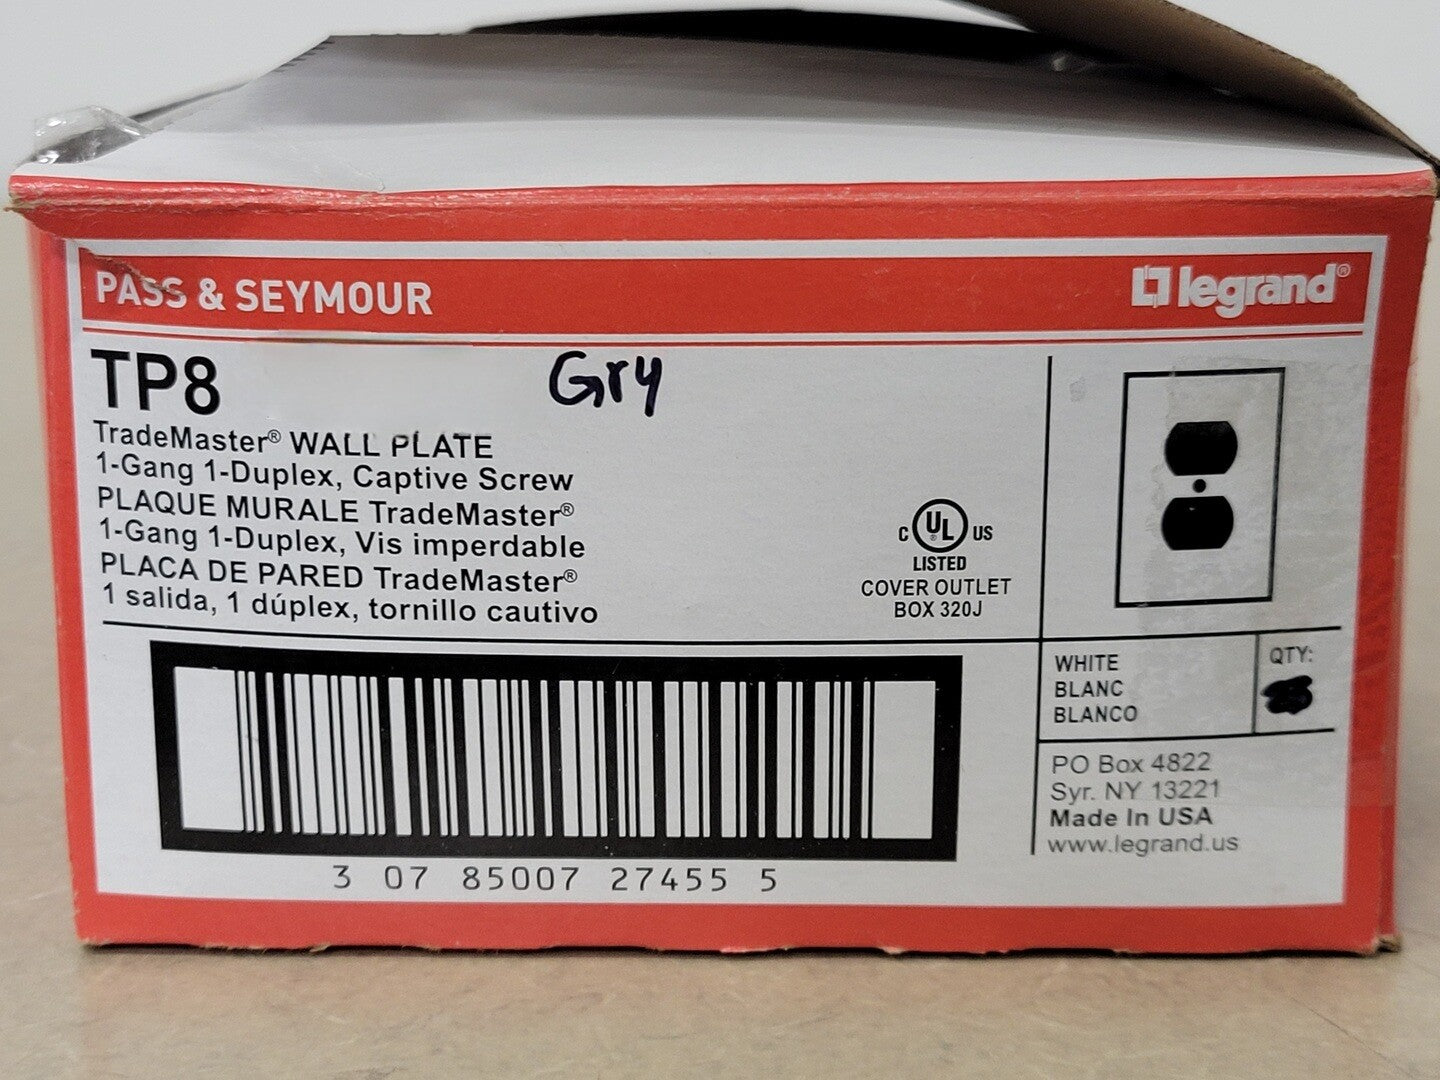 PASS & SEYMOUR
legrand®
TP8
Gry
TradeMaster® WALL PLATE
1-Gang 1-Duplex, Captive Screw
PLAQUE MURALE TradeMaster®
1-Gang 1-Duplex, Vis imperdable
PLACA DE PARED TradeMaster®
1 salida, 1 dúplex, tornillo cautivo
C UL® US
LISTED
COVER OUTLET
BOX 320J
WHITE
BLANC
BLANCO
QTY:
PO Box 4822
Syr. NY 13221
Made In USA
www.legrand.us
3 07 85007 27455 5